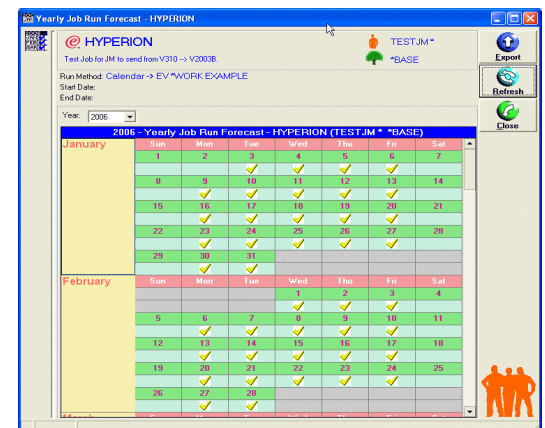 Yearly Job Run Forecast - HYPERION
HYPERION
TESTJM*
Test Job for JM to send from V310 --> V2003B.
*BASE
Run Method: Calendar -> EV *WORK EXAMPLE
Start Date:
End Date:
Year: 2006
Export
Refresh
Close
2006 - Yearly Job Run Forecast - HYPERION (TESTJM * *BASE)
January Sun Mon Tue Wed Thu Fri Sat
1 2 3 4 5 6 7
8 9 10 11 12 13 14
15 16 17 18 19 20 21
22 23 24 25 26 27 28
29 30 31
February Sun Mon Tue Wed Thu Fri Sat
1 2 3 4
5 6 7 8 9 10 11
12 13 14 15 16 17 18
19 20 21 22 23 24 25
26 27 28